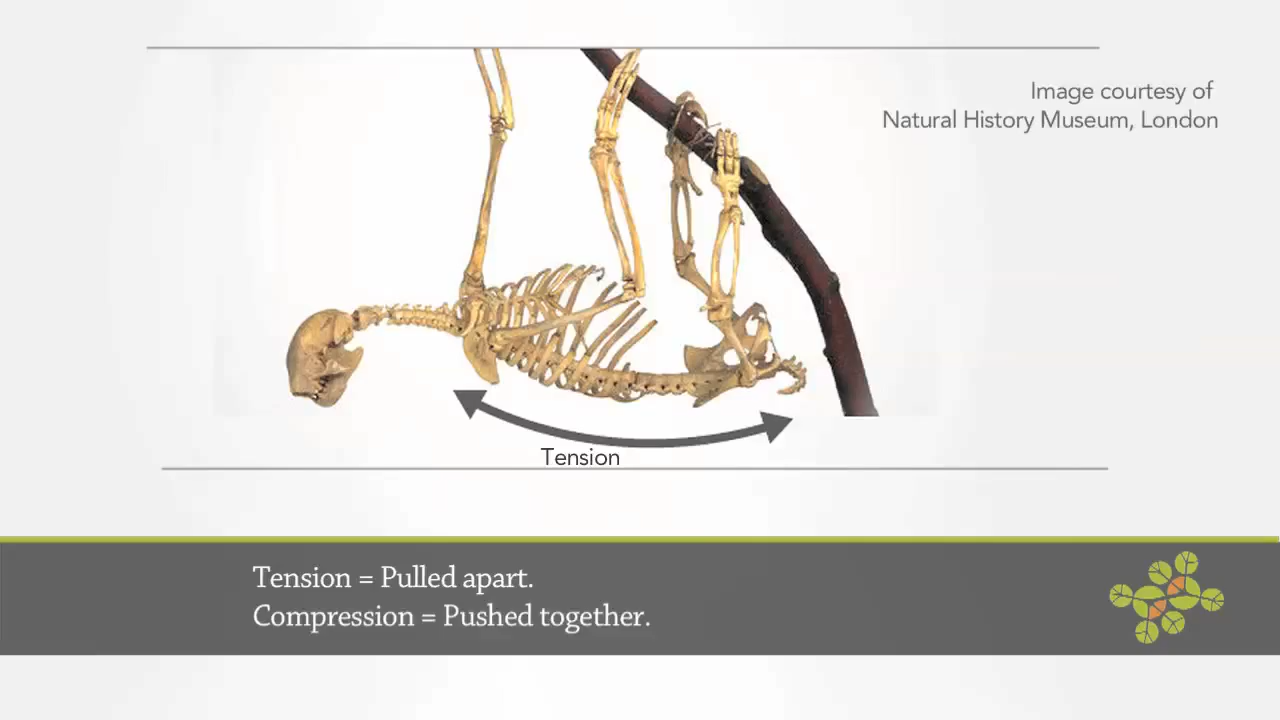 Image courtesy of
Natural History Museum, London
Tension
Tension = Pulled apart.
Compression = Pushed together.